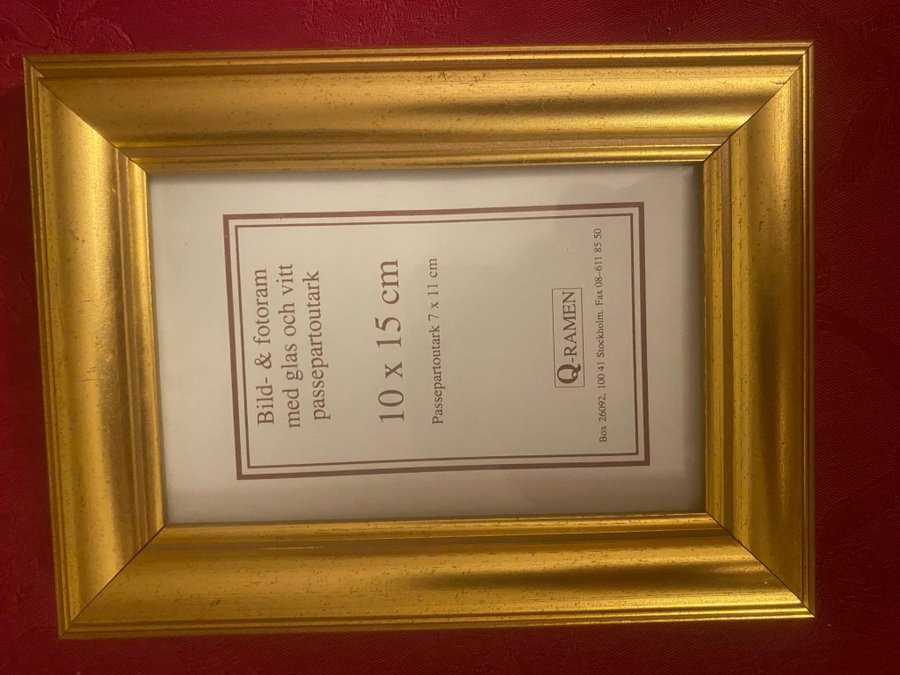 Bild- & fotoram
med glas och vitt
passepartoutark
10 x 15 cm
Passepartoutark 7 x 11 cm
Q-RAMEN
Box 26092, 100 41 Stockholm. Fax 08-611 85 50